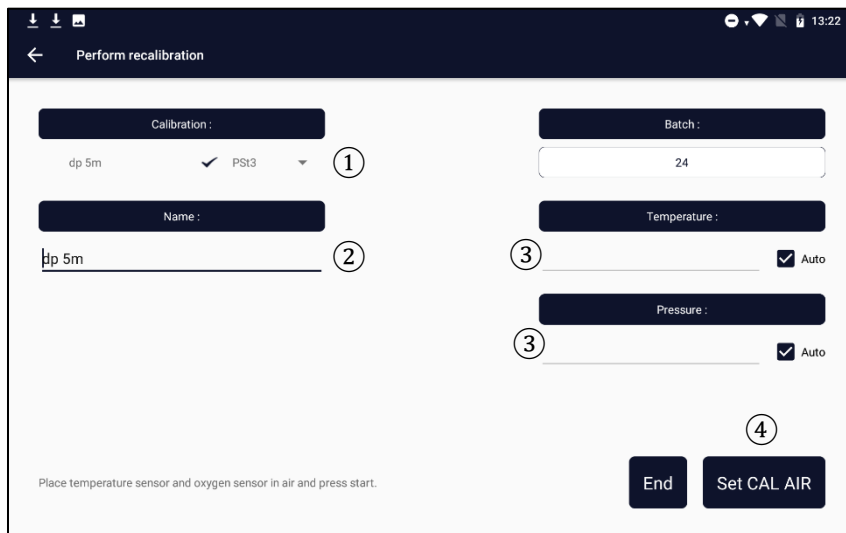 13:22
Perform recalibration
Calibration :
dp 5m PSt3 ①
Name :
dp 5m ②
Batch :
24
Temperature :
③ Auto
Pressure :
③ Auto
④
Place temperature sensor and oxygen sensor in air and press start.
End Set CAL AIR